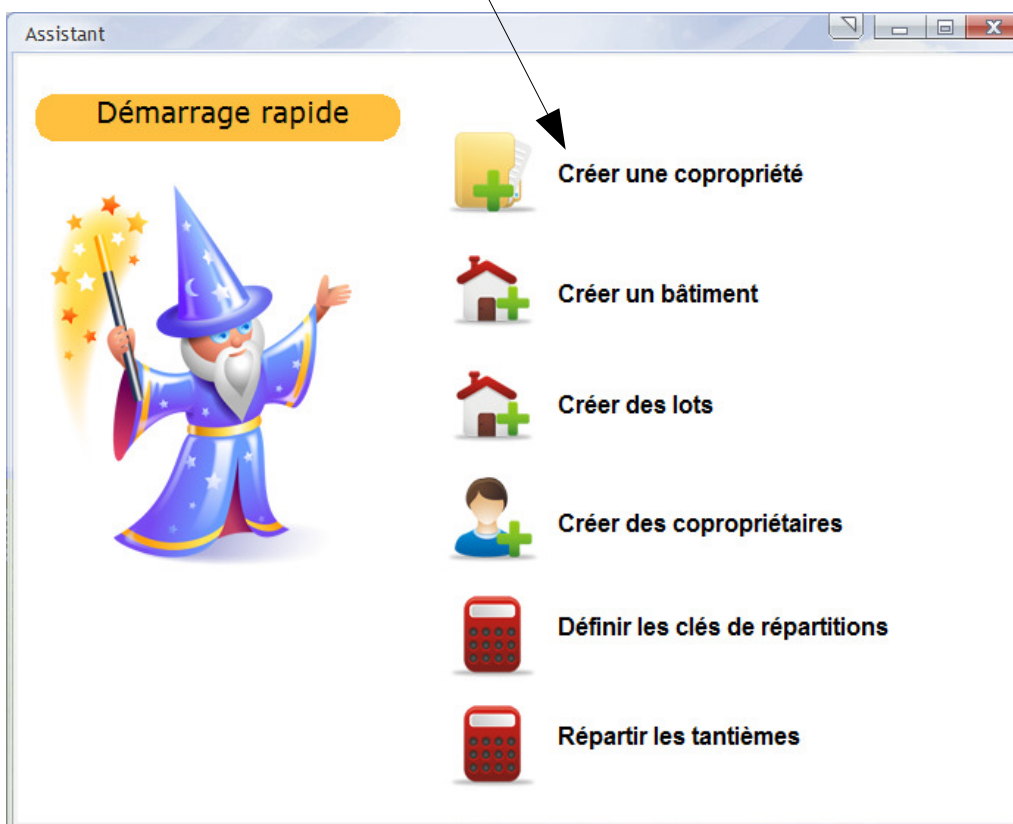 Assistant
Démarrage rapide
Créer une copropriété
Créer un bâtiment
Créer des lots
Créer des copropriétaires
Définir les clés de répartitions
Répartir les tantièmes